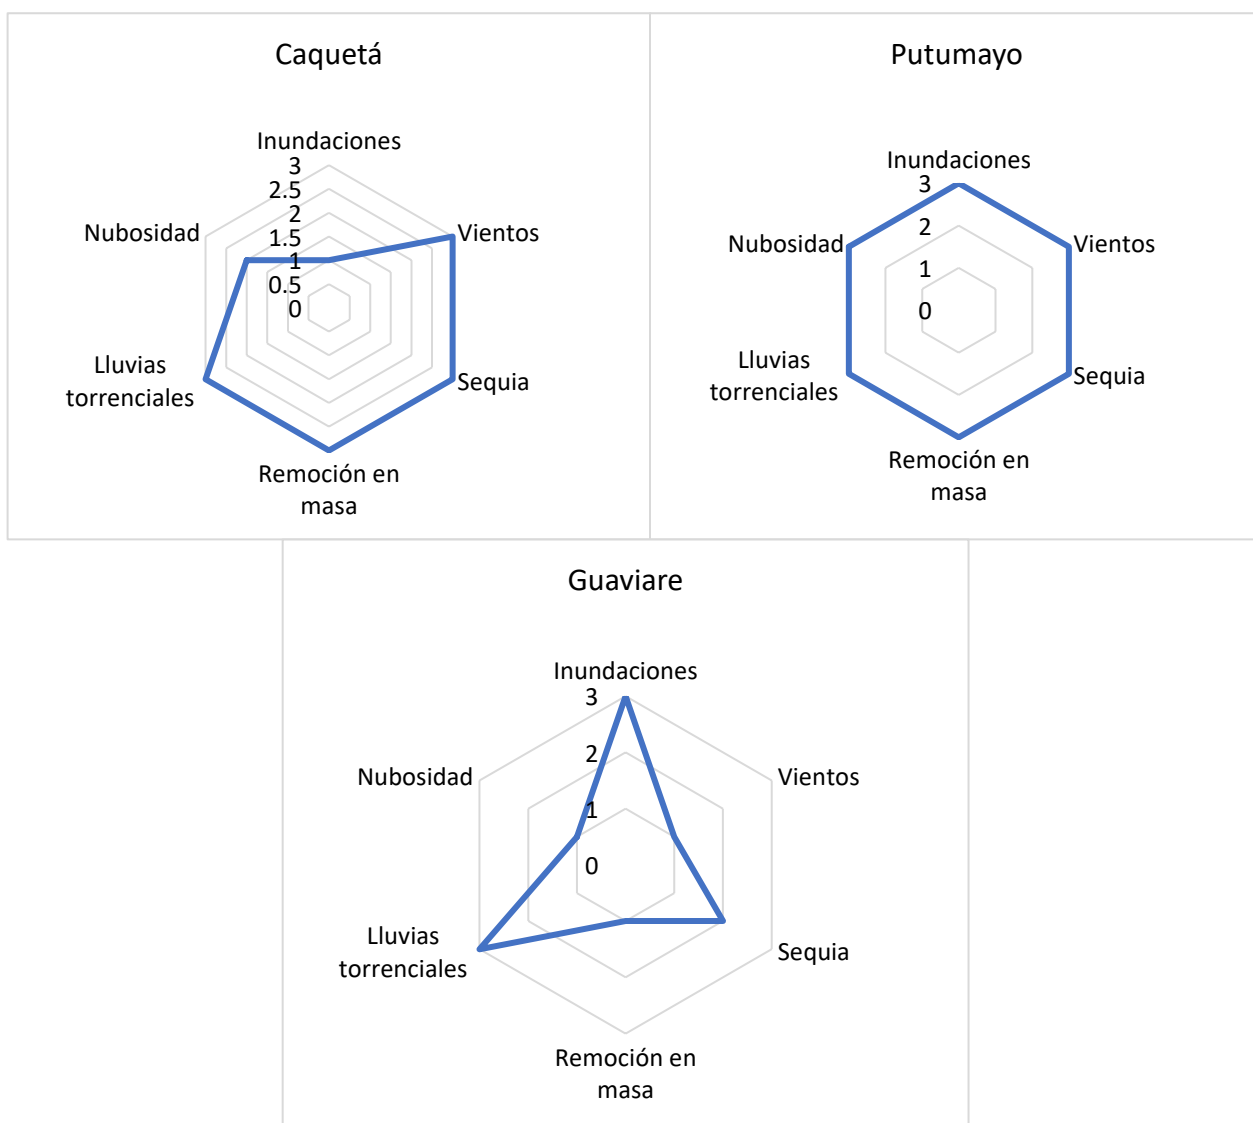 Caquetá
Inundaciones
3
2.5
2
1.5
1
0.5
0
Nubosidad
Vientos
Lluvias
torrenciales
Sequia
Remoción en
masa
Putumayo
Inundaciones
3
2
1
0
Nubosidad
Vientos
Lluvias
torrenciales
Sequia
Remoción en
masa
Guaviare
Inundaciones
3
2
1
0
Nubosidad
Vientos
Lluvias
torrenciales
Sequia
Remoción en
masa